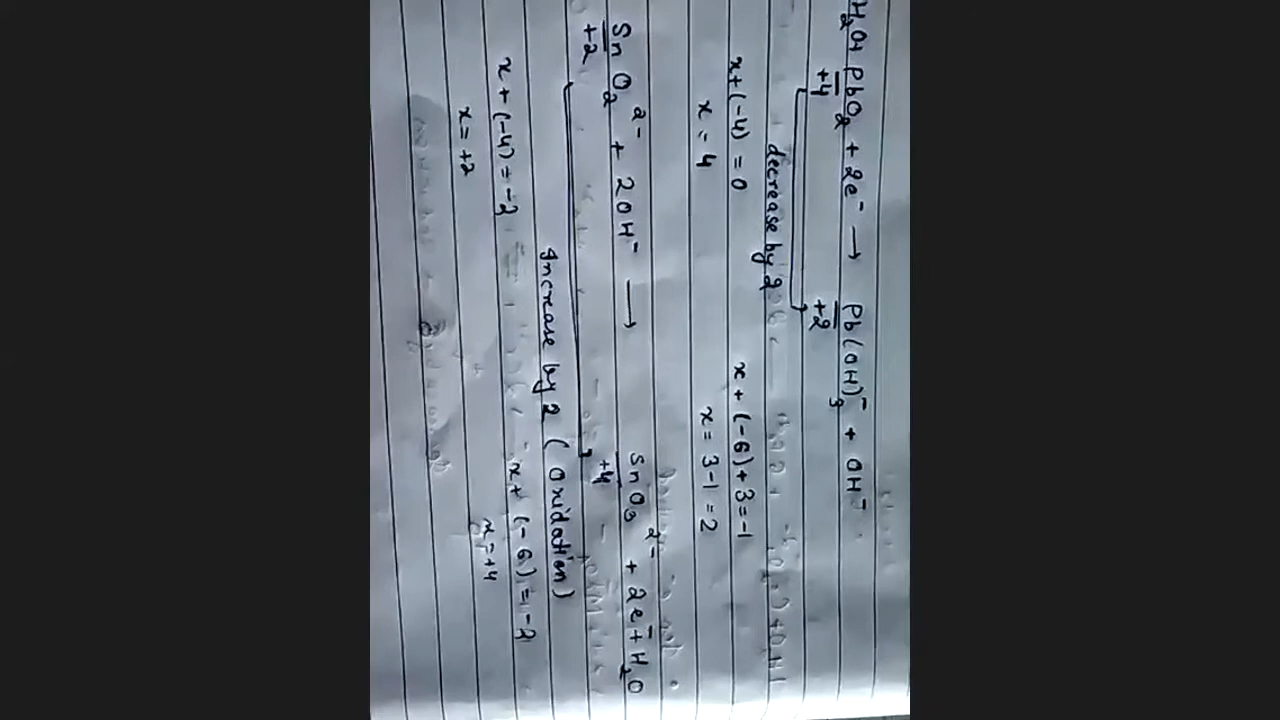 H₂O + PbO₂ + 2e⁻ → Pb(OH)₃⁻ + OH⁻
+4 +2
decrease by 2
x+(-4) = 0 x + (-6)+3=-1
x = 4 x = 3-1 = 2
SnO₂²⁻ + 2OH⁻ → SnO₃²⁻ + 2e⁻ + H₂O
+2 +4
Increase by 2 (Oxidation)
x + (-4) = -2 x + (-6) = -2
x = +2 x = +4